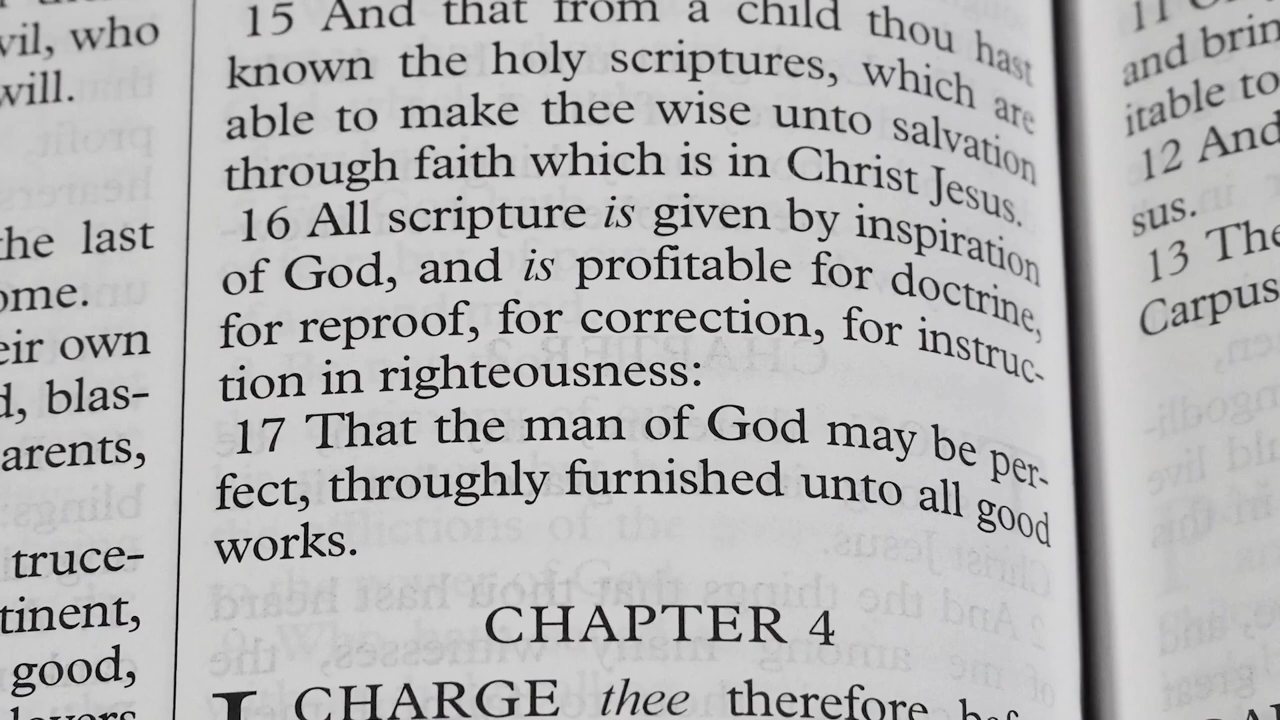 vil, who
will.
the last
ome.
eir own
d, blas-
arents,
truce-
tinent,
good,
lovers
15 And that from a child thou hast
known the holy scriptures, which are
able to make thee wise unto salvation
through faith which is in Christ Jesus.
16 All scripture is given by inspiration
of God, and is profitable for doctrine,
for reproof, for correction, for instruc-
tion in righteousness:
17 That the man of God may be per-
fect, throughly furnished unto all good
works.
CHAPTER 4
I CHARGE thee therefore bef
11
and brin
itable to
12 And
sus.
13 The
Carpus